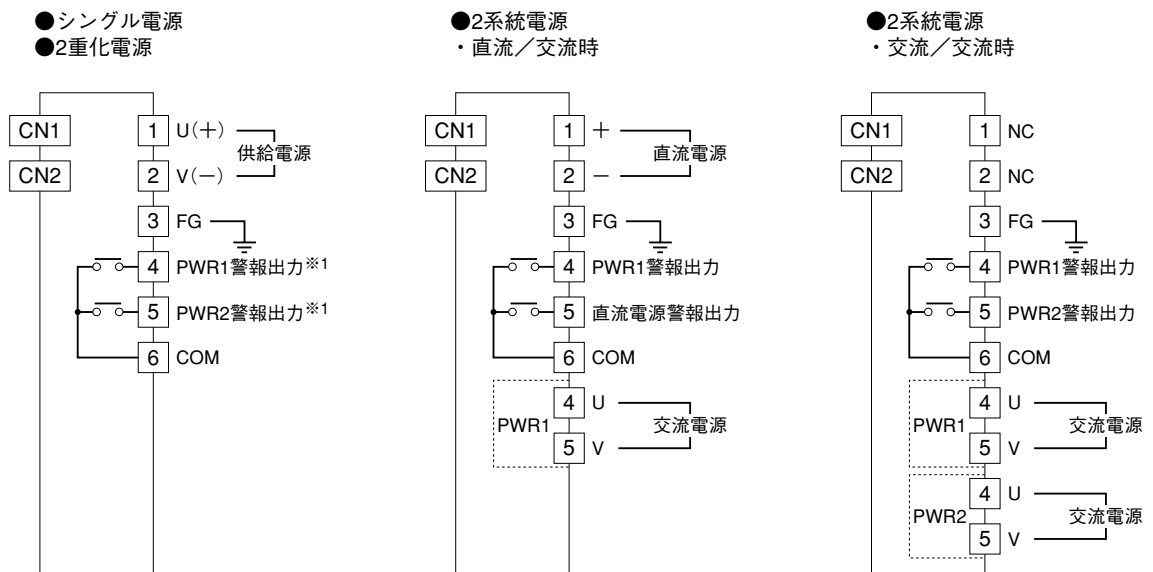 ●シングル電源
●2重化電源
CN1
CN2
1 U(+)
供給電源
2 V(−)
3 FG
4 PWR1警報出力※1
5 PWR2警報出力※1
6 COM
●2系統電源
・直流／交流時
CN1
CN2
1 +
直流電源
2 −
3 FG
4 PWR1警報出力
5 直流電源警報出力
6 COM
PWR1
4 U
交流電源
5 V
●2系統電源
・交流／交流時
CN1
CN2
1 NC
2 NC
3 FG
4 PWR1警報出力
5 PWR2警報出力
6 COM
PWR1
4 U
交流電源
5 V
PWR2
4 U
交流電源
5 V